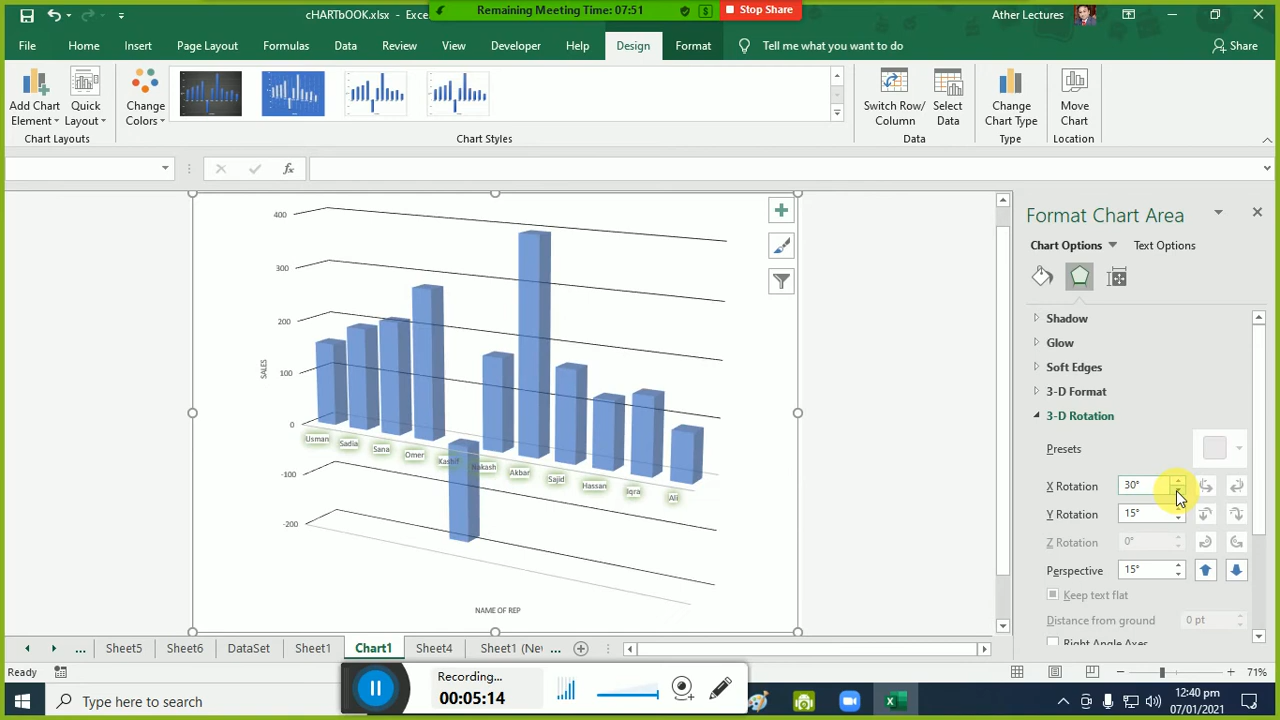 cHARTbOOK.xlsx - Exce
Remaining Meeting Time: 07:51
$
Stop Share
Ather Lectures
File
Home
Insert
Page Layout
Formulas
Data
Review
View
Developer
Help
Design
Format
Tell me what you want to do
Share
Add Chart Element
Quick Layout
Change Colors
Switch Row/ Column
Select Data
Change Chart Type
Move Chart
Chart Layouts
Chart Styles
Data
Type
Location
fx
400
300
200
100
0
-100
-200
SALES
Usman
Sadia
Sana
Omer
Kashif
Akbar
Sajid
Hassan
Iqra
Ali
NAME OF REP
Format Chart Area
Chart Options
Text Options
Shadow
Glow
Soft Edges
3-D Format
3-D Rotation
Presets
X Rotation 30°
Y Rotation 15°
Z Rotation 0°
Perspective 15°
Keep text flat
Distance from ground 0 pt
Right Angle Axes
...
Sheet5
Sheet6
DataSet
Sheet1
Chart1
Sheet4
Sheet1 (Ne
...
Ready
71%
Recording...
00:05:14
Type here to search
12:40 pm
07/01/2021